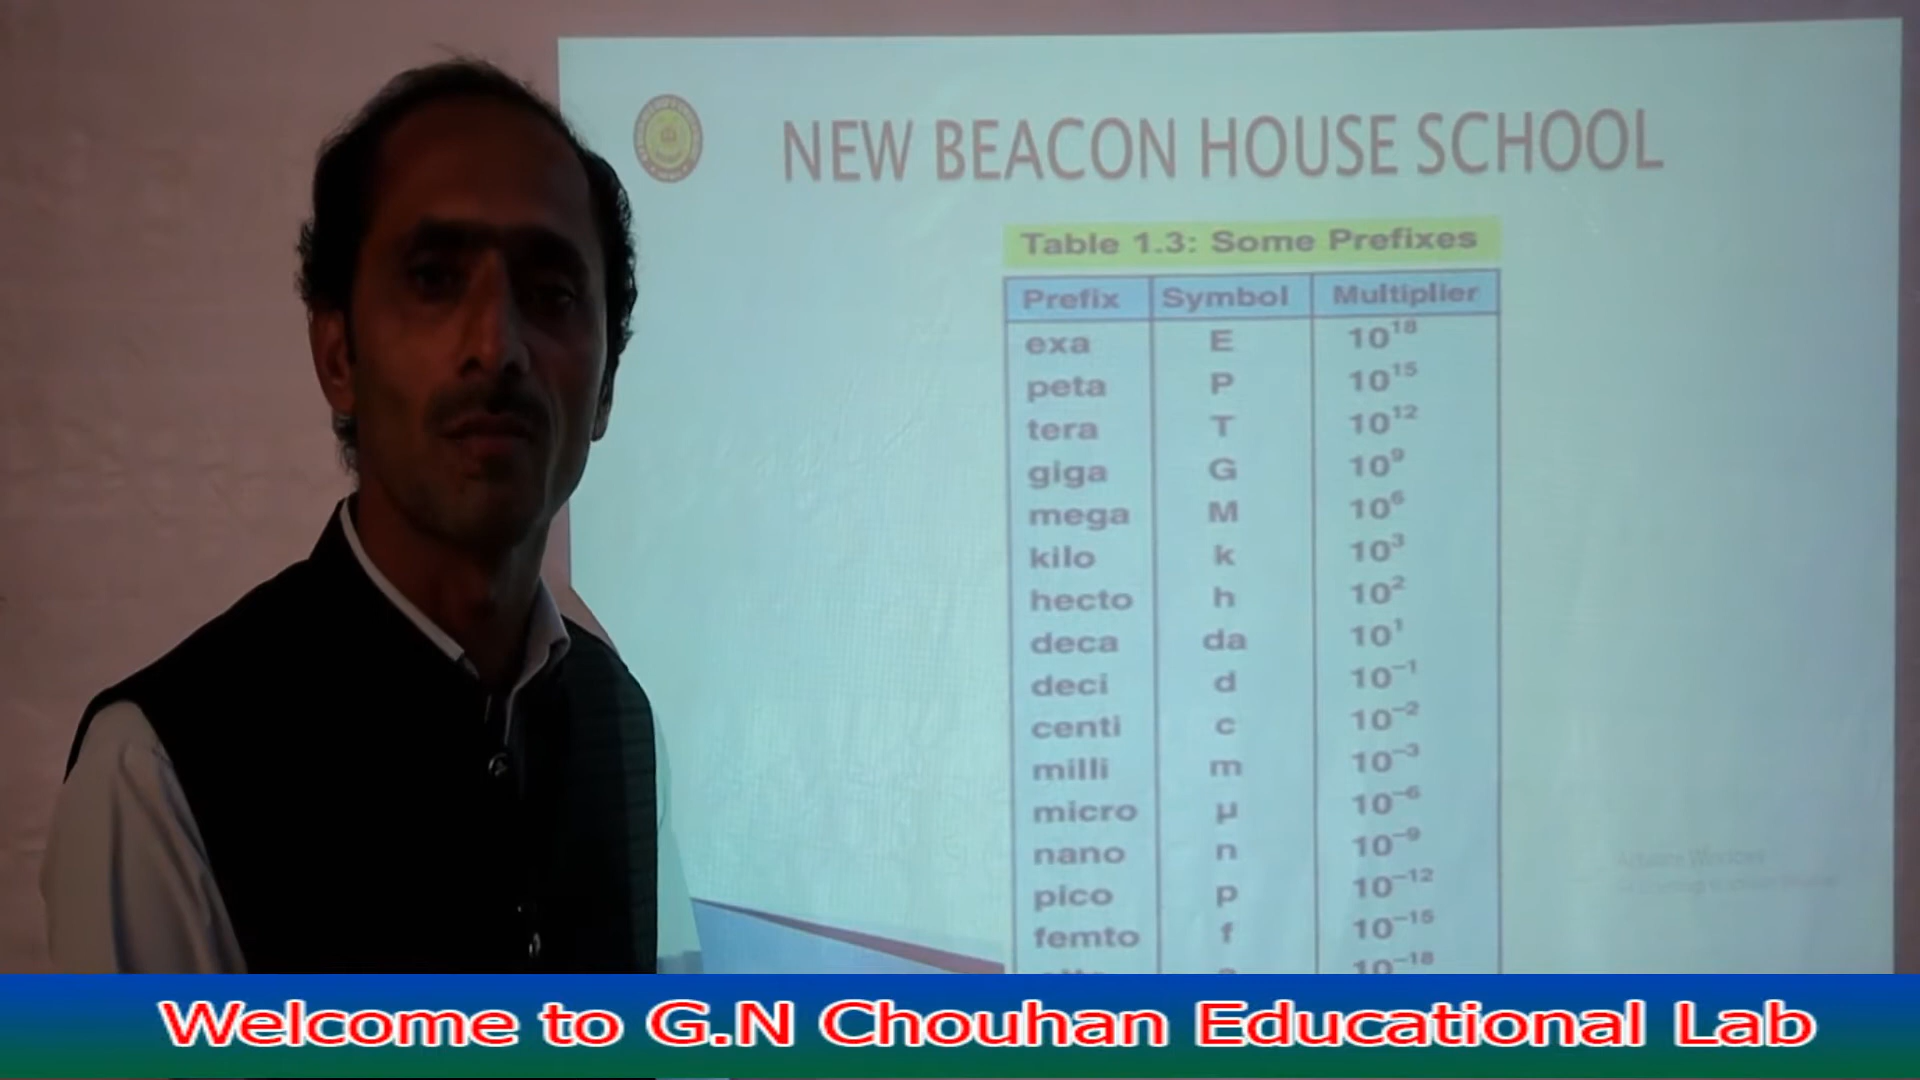 NEW BEACON HOUSE SCHOOL
Table 1.3: Some Prefixes
Prefix Symbol Multiplier
exa E 10¹⁸
peta P 10¹⁵
tera T 10¹²
giga G 10⁹
mega M 10⁶
kilo k 10³
hecto h 10²
deca da 10¹
deci d 10⁻¹
centi c 10⁻²
milli m 10⁻³
micro µ 10⁻⁶
nano n 10⁻⁹
pico p 10⁻¹²
femto f 10⁻¹⁵
10⁻¹⁸
Activate Windows
Welcome to G.N Chouhan Educational Lab